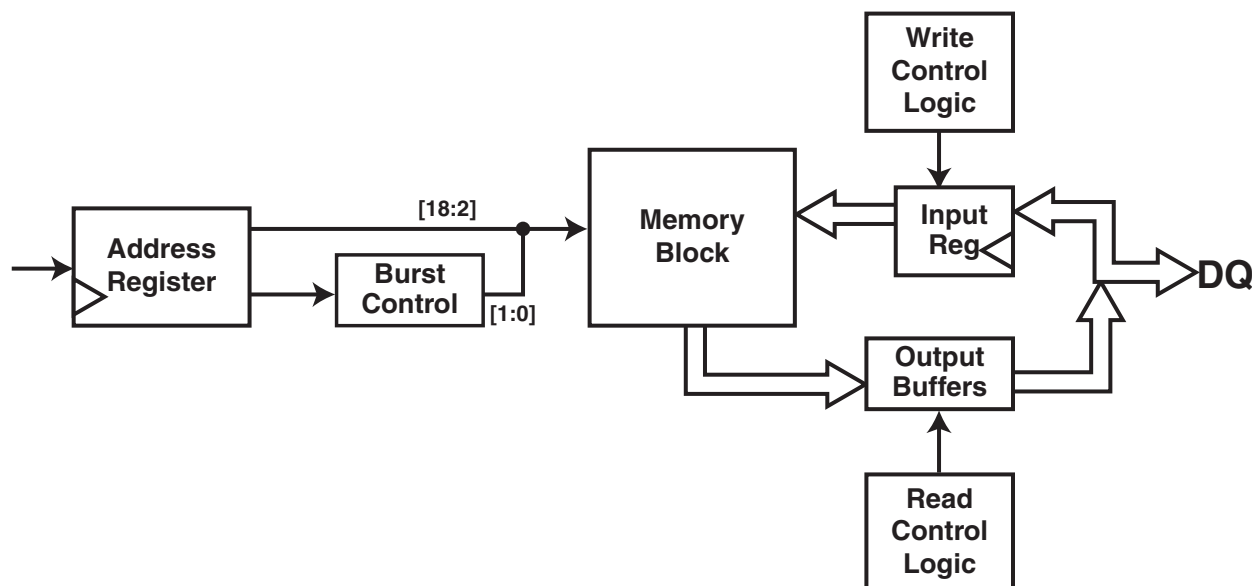 Write
Control
Logic
[18:2]
Address
Register
Burst
Control
[1:0]
Memory
Block
Input
Reg
DQ
Output
Buffers
Read
Control
Logic